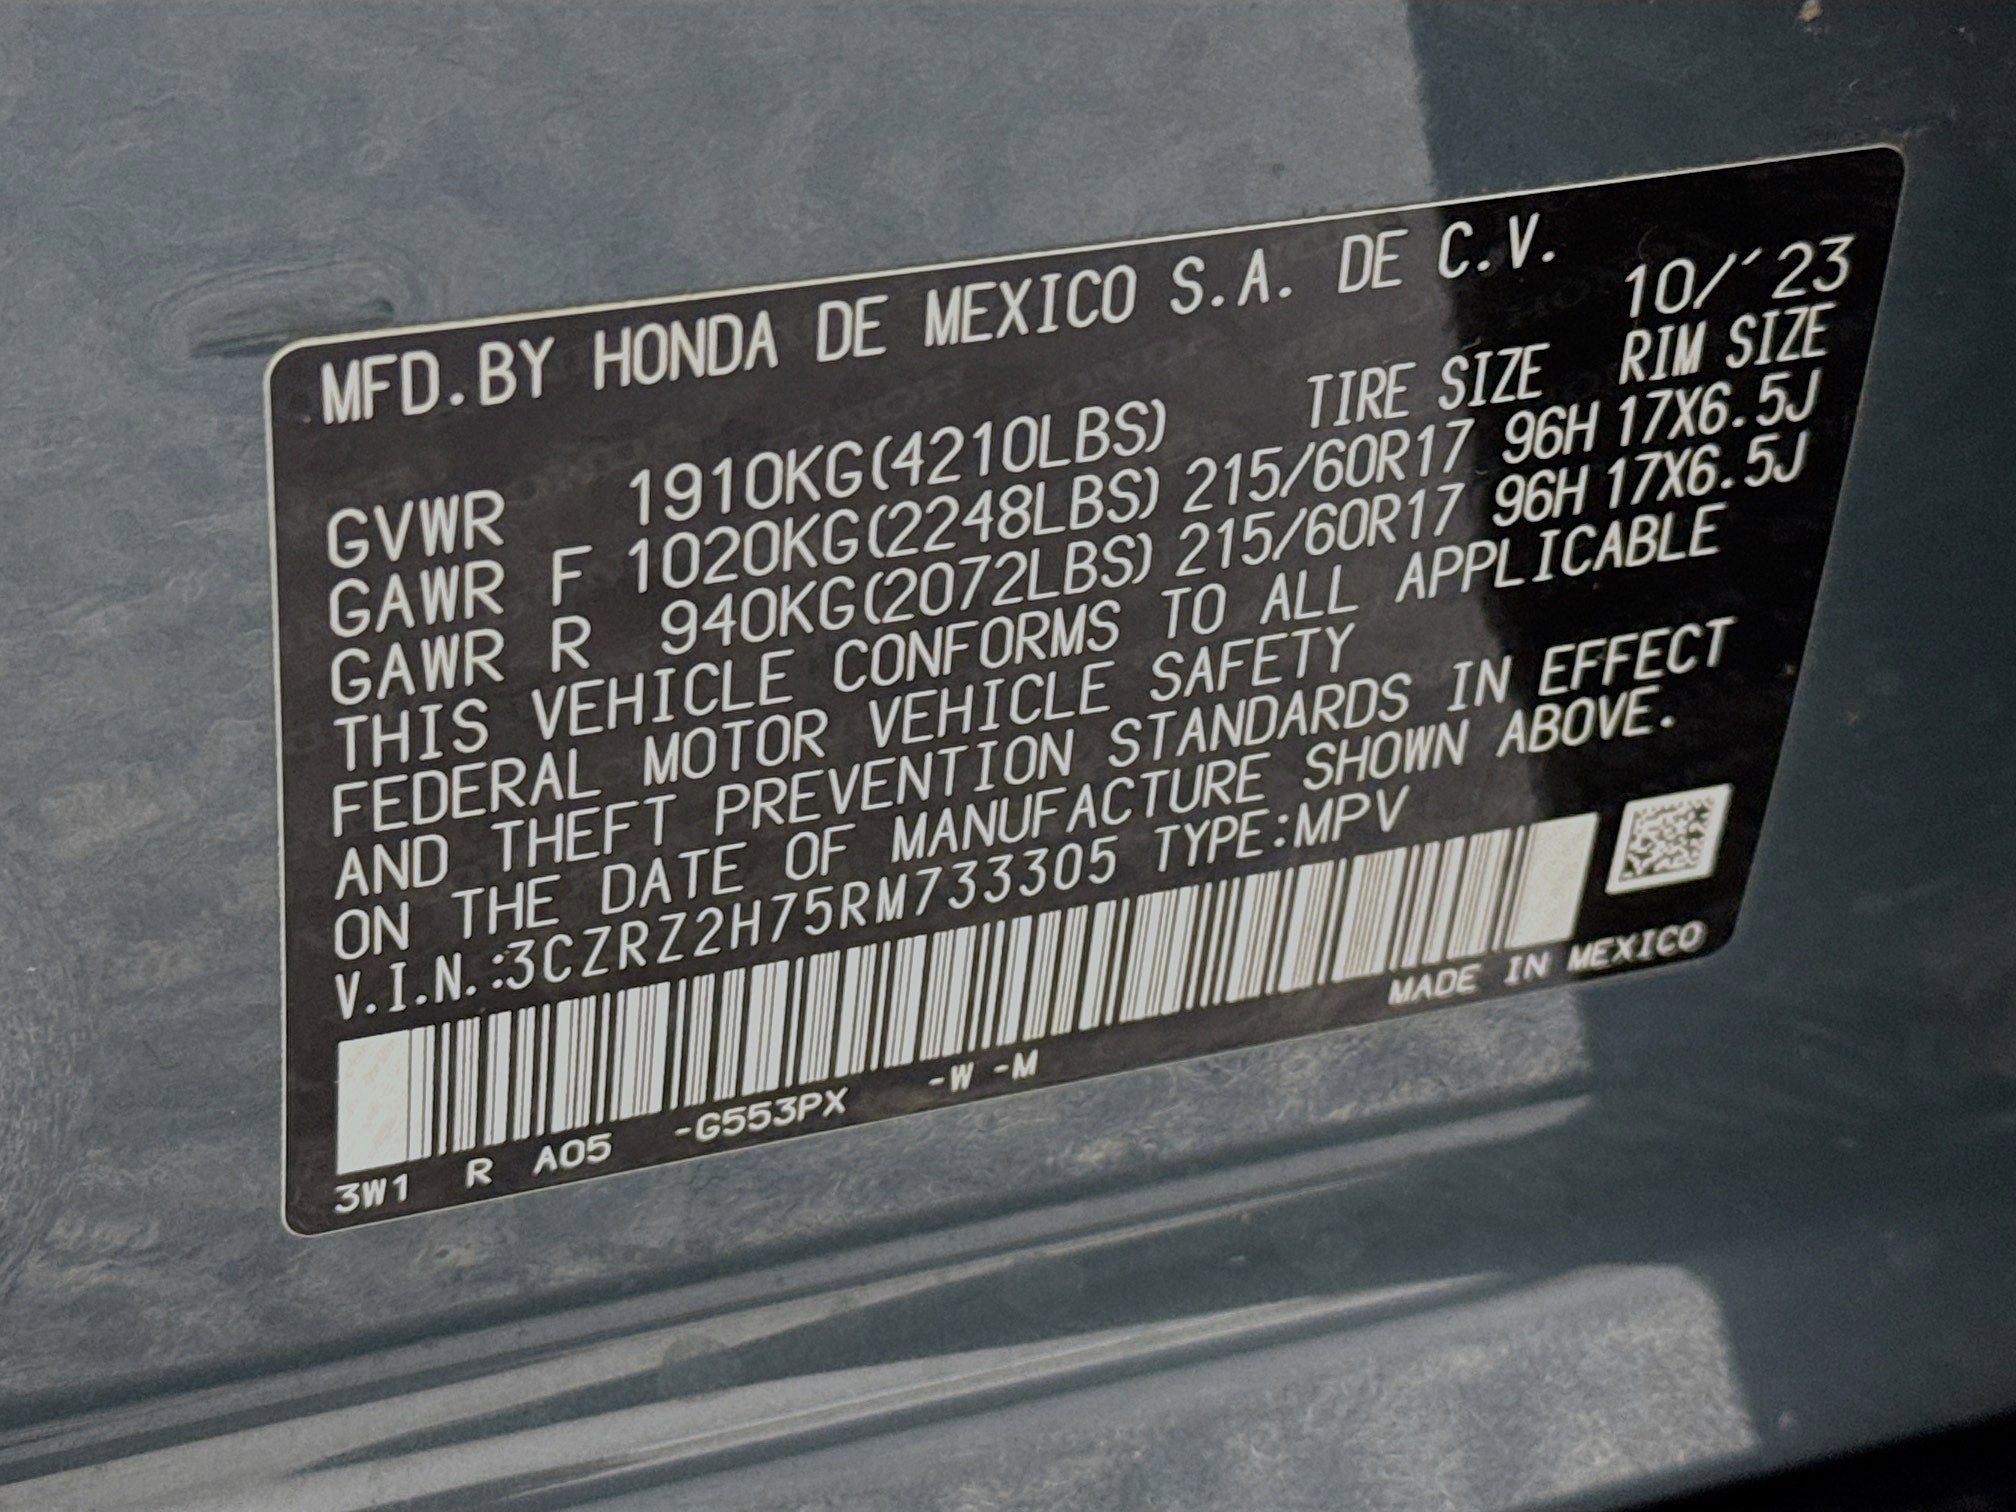 MFD.BY HONDA DE MEXICO S.A. DE C.V.
10/'23
TIRE SIZE RIM SIZE
GVWR 1910KG(4210LBS)
GAWR F 1020KG(2248LBS) 215/60R17 96H 17X6.5J
GAWR R 940KG(2072LBS) 215/60R17 96H 17X6.5J
THIS VEHICLE CONFORMS TO ALL APPLICABLE
FEDERAL MOTOR VEHICLE SAFETY
AND THEFT PREVENTION STANDARDS IN EFFECT
ON THE DATE OF MANUFACTURE SHOWN ABOVE.
V.I.N.:3CZRZ2H75RM733305 TYPE:MPV
MADE IN MEXICO
3W1 R A05 -G553PX -W -M